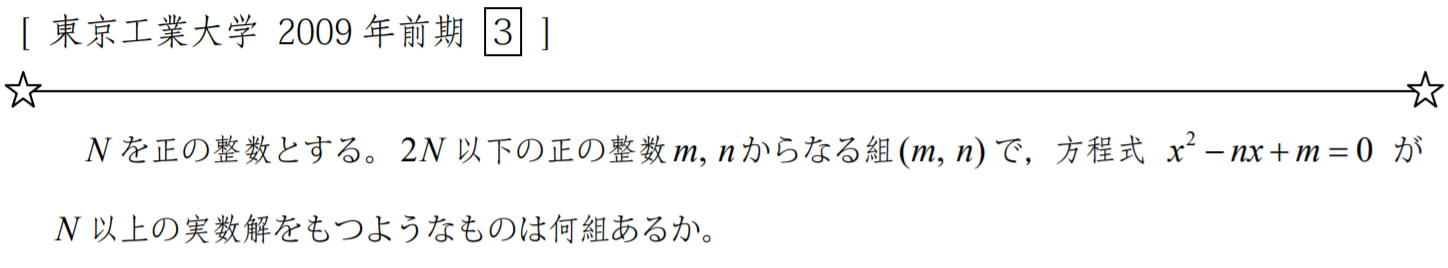 [ 東京工業大学 2009 年前期 3 ]
N を正の整数とする。2N 以下の正の整数 m, n からなる組 (m, n) で,方程式 x² − nx + m = 0 が
N 以上の実数解をもつようなものは何組あるか。